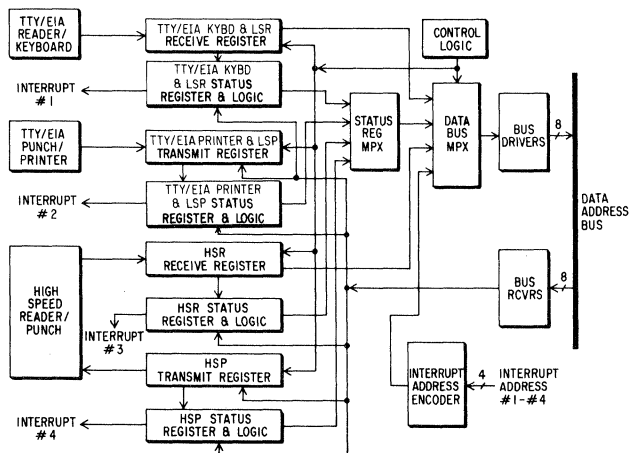 TTY/EIA
READER/
KEYBOARD
TTY/EIA KYBD & LSR
RECEIVE REGISTER
CONTROL
LOGIC
INTERRUPT
#1
TTY/EIA KYBD
& LSR STATUS
REGISTER & LOGIC
TTY/EIA
PUNCH/
PRINTER
TTY/EIA PRINTER & LSP
TRANSMIT REGISTER
STATUS
REG
MPX
DATA
BUS
MPX
BUS
DRIVERS
8
INTERRUPT
#2
TTY/EIA PRINTER
& LSP STATUS
REGISTER & LOGIC
DATA
ADDRESS
BUS
HIGH
SPEED
READER/
PUNCH
HSR
RECEIVE REGISTER
BUS
RCVRS
8
INTERRUPT
#3
HSR STATUS
REGISTER & LOGIC
HSP
TRANSMIT REGISTER
INTERRUPT
ADDRESS
ENCODER
4
INTERRUPT
ADDRESS
#1-#4
INTERRUPT
#4
HSP STATUS
REGISTER & LOGIC